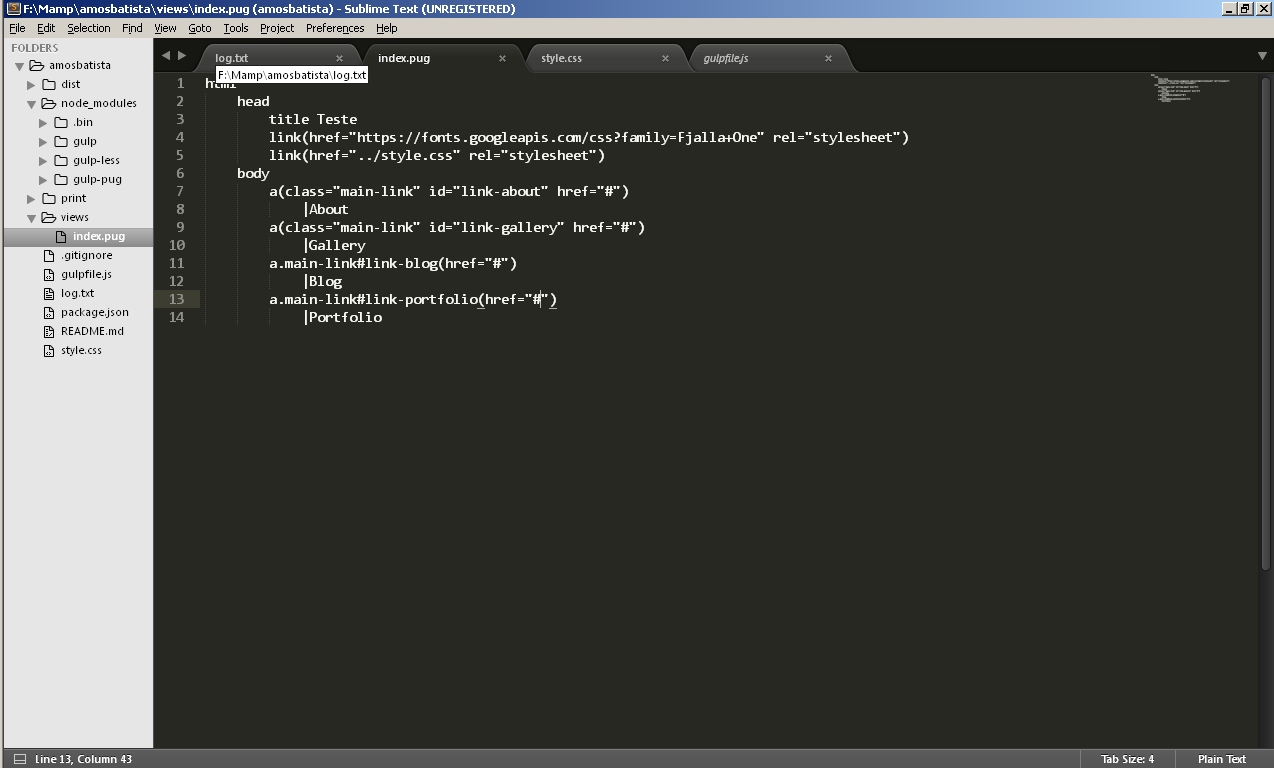 F:\Mamp\amosbatista\views\index.pug (amosbatista) - Sublime Text (UNREGISTERED)
File Edit Selection Find View Goto Tools Project Preferences Help
FOLDERS
amosbatista
dist
node_modules
.bin
gulp
gulp-less
gulp-pug
print
views
index.pug
.gitignore
gulpfile.js
log.txt
package.json
README.md
style.css
log.txt × index.pug × style.css × gulpfile.js ×
F:\Mamp\amosbatista\log.txt
1 html
2 head
3 title Teste
4 link(href="https://fonts.googleapis.com/css?family=Fjalla+One" rel="stylesheet")
5 link(href="../style.css" rel="stylesheet")
6 body
7 a(class="main-link" id="link-about" href="#")
8 |About
9 a(class="main-link" id="link-gallery" href="#")
10 |Gallery
11 a.main-link#link-blog(href="#")
12 |Blog
13 a.main-link#link-portfolio(href="#")
14 |Portfolio
Line 13, Column 43 Tab Size: 4 Plain Text